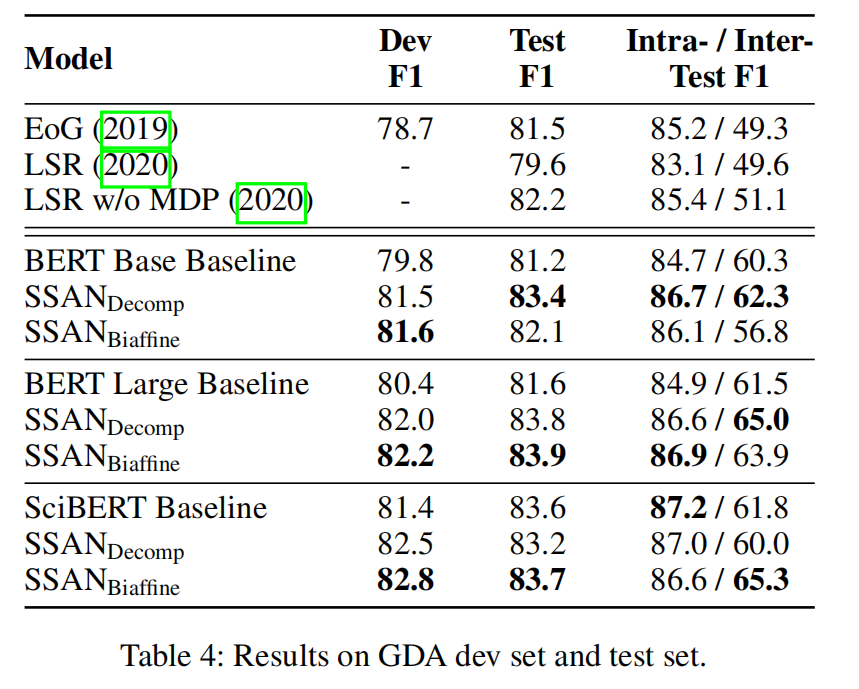 Model Dev F1 Test F1 Intra- / Inter- Test F1
EoG (2019) 78.7 81.5 85.2 / 49.3
LSR (2020) - 79.6 83.1 / 49.6
LSR w/o MDP (2020) - 82.2 85.4 / 51.1
BERT Base Baseline 79.8 81.2 84.7 / 60.3
SSAN Decomp 81.5 83.4 86.7 / 62.3
SSAN Biaffine 81.6 82.1 86.1 / 56.8
BERT Large Baseline 80.4 81.6 84.9 / 61.5
SSAN Decomp 82.0 83.8 86.6 / 65.0
SSAN Biaffine 82.2 83.9 86.9 / 63.9
SciBERT Baseline 81.4 83.6 87.2 / 61.8
SSAN Decomp 82.5 83.2 87.0 / 60.0
SSAN Biaffine 82.8 83.7 86.6 / 65.3
Table 4: Results on GDA dev set and test set.